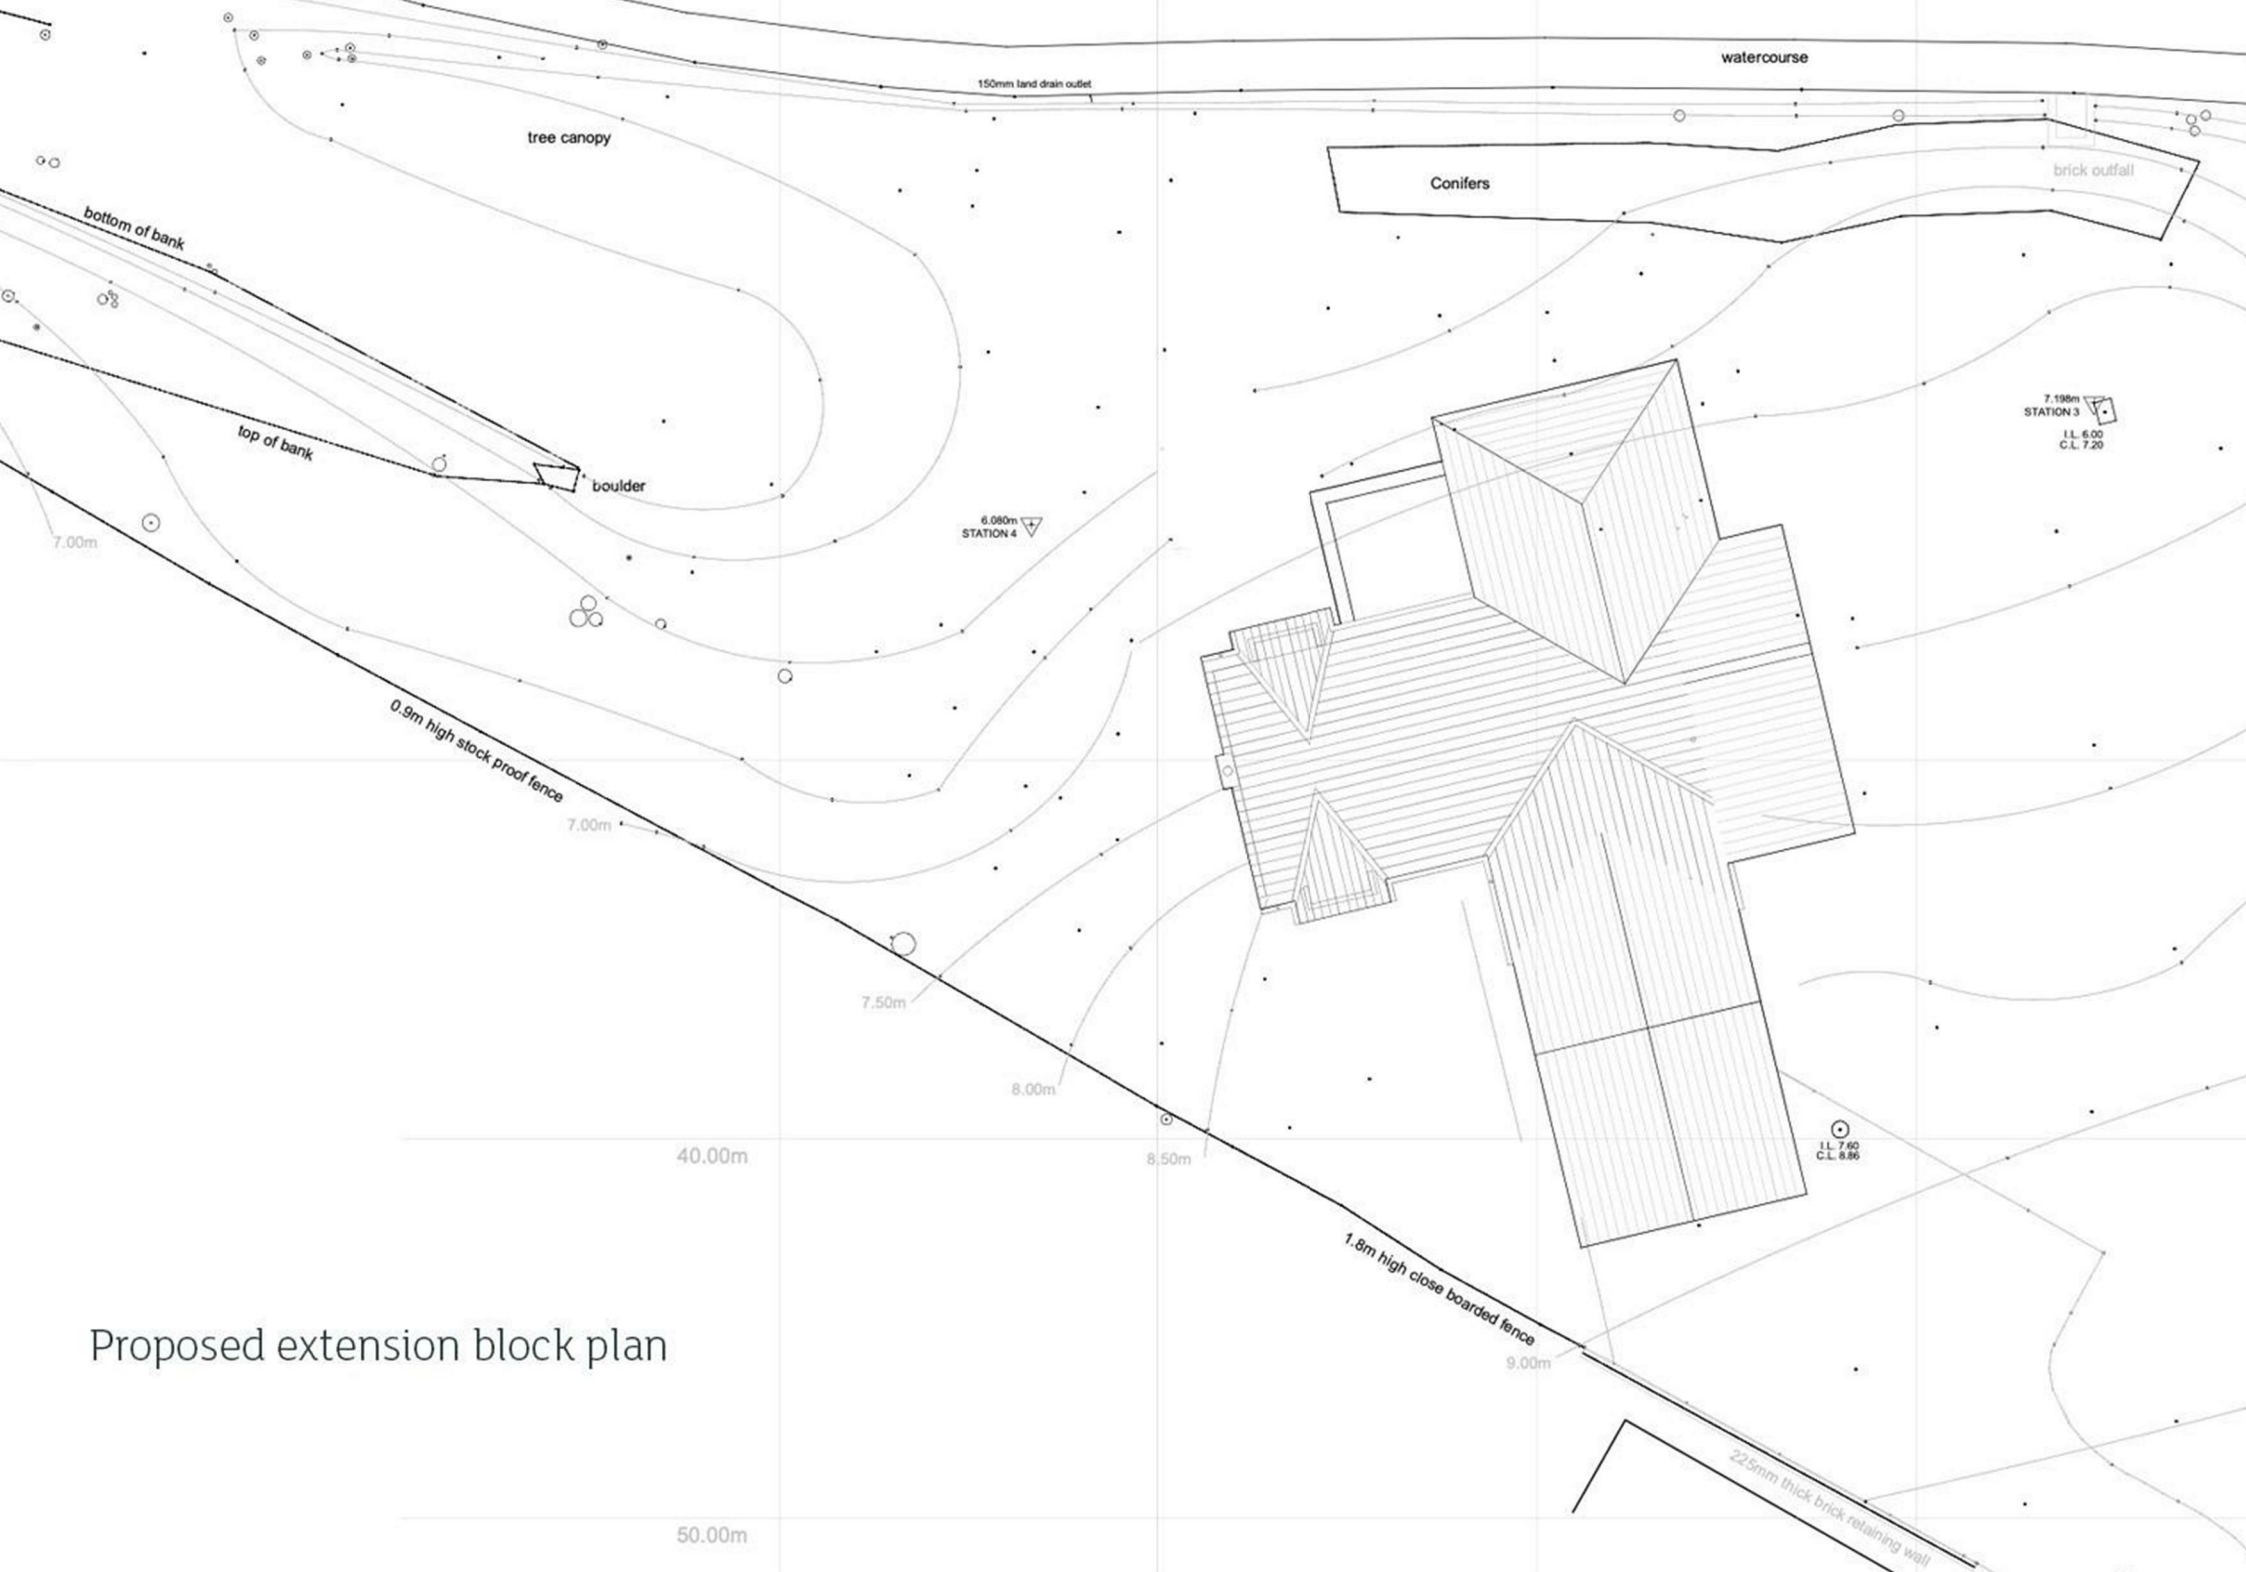 watercourse
150mm land drain outlet
tree canopy
Conifers
brick outfall
bottom of bank
top of bank
boulder
7.198m
STATION 3
I.L. 6.00
C.L. 7.20
6.080m
STATION 4
7.00m
0.9m high stock proof fence
7.00m
7.50m
8.00m
I.L. 7.60
C.L. 8.86
40.00m
8.50m
1.8m high close boarded fence
Proposed extension block plan
9.00m
225mm thick brick retaining wall
50.00m